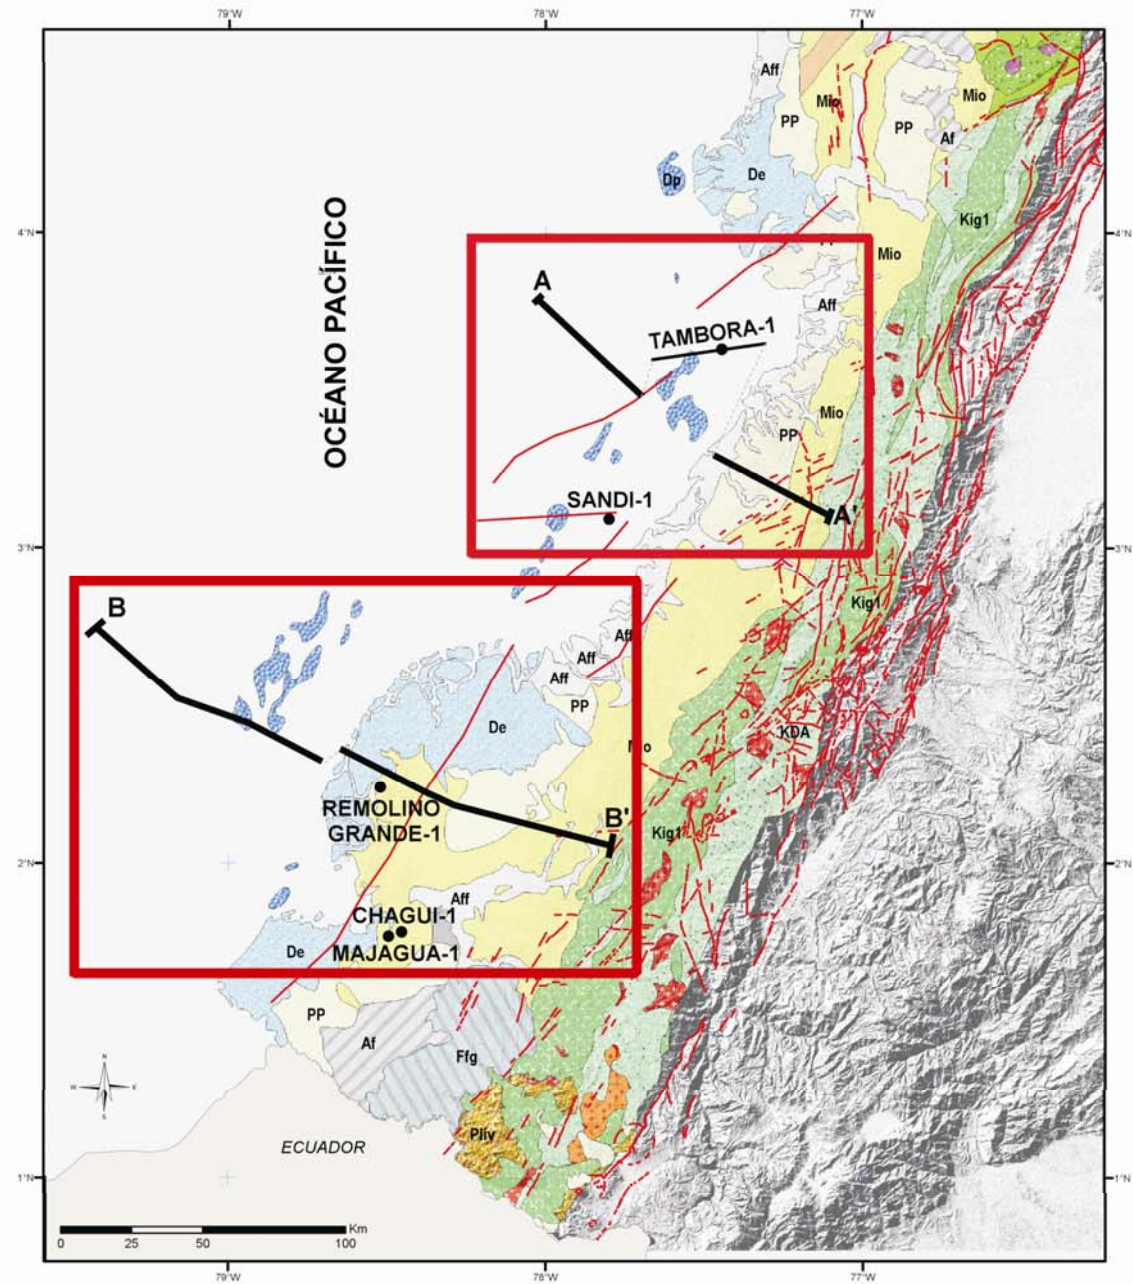 79°W 78°W 77°W
Aff
Mio
Mio
PP
PP
Af
De
Dp
Kig1
4°N
4°N
Mio
OCÉANO PACÍFICO
A
Aff
TAMBORA-1
Mio
PP
SANDI-1
A'
3°N
3°N
B
Kig1
Aff
Aff
Aff
PP
De
KDA
REMOLINO
GRANDE-1
B'
Kig1
2°N
2°N
Aff
CHAGUI-1
MAJAGUA-1
De
PP
Af
Ffg
N
W E
S
Pliv
ECUADOR
1°N
1°N
Km
0 25 50 100
79°W 78°W 77°W